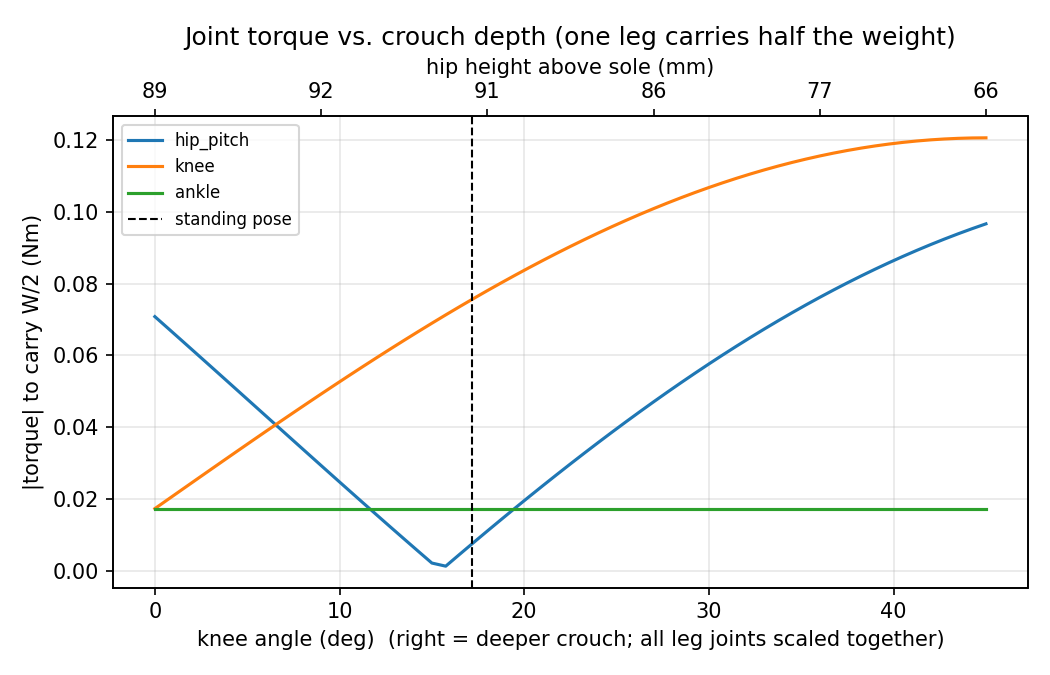 Joint torque vs. crouch depth (one leg carries half the weight)
hip height above sole (mm)
89 92 91 86 77 66
hip_pitch
knee
ankle
standing pose
|torque| to carry W/2 (Nm)
0.12
0.10
0.08
0.06
0.04
0.02
0.00
0 10 20 30 40
knee angle (deg)  (right = deeper crouch; all leg joints scaled together)